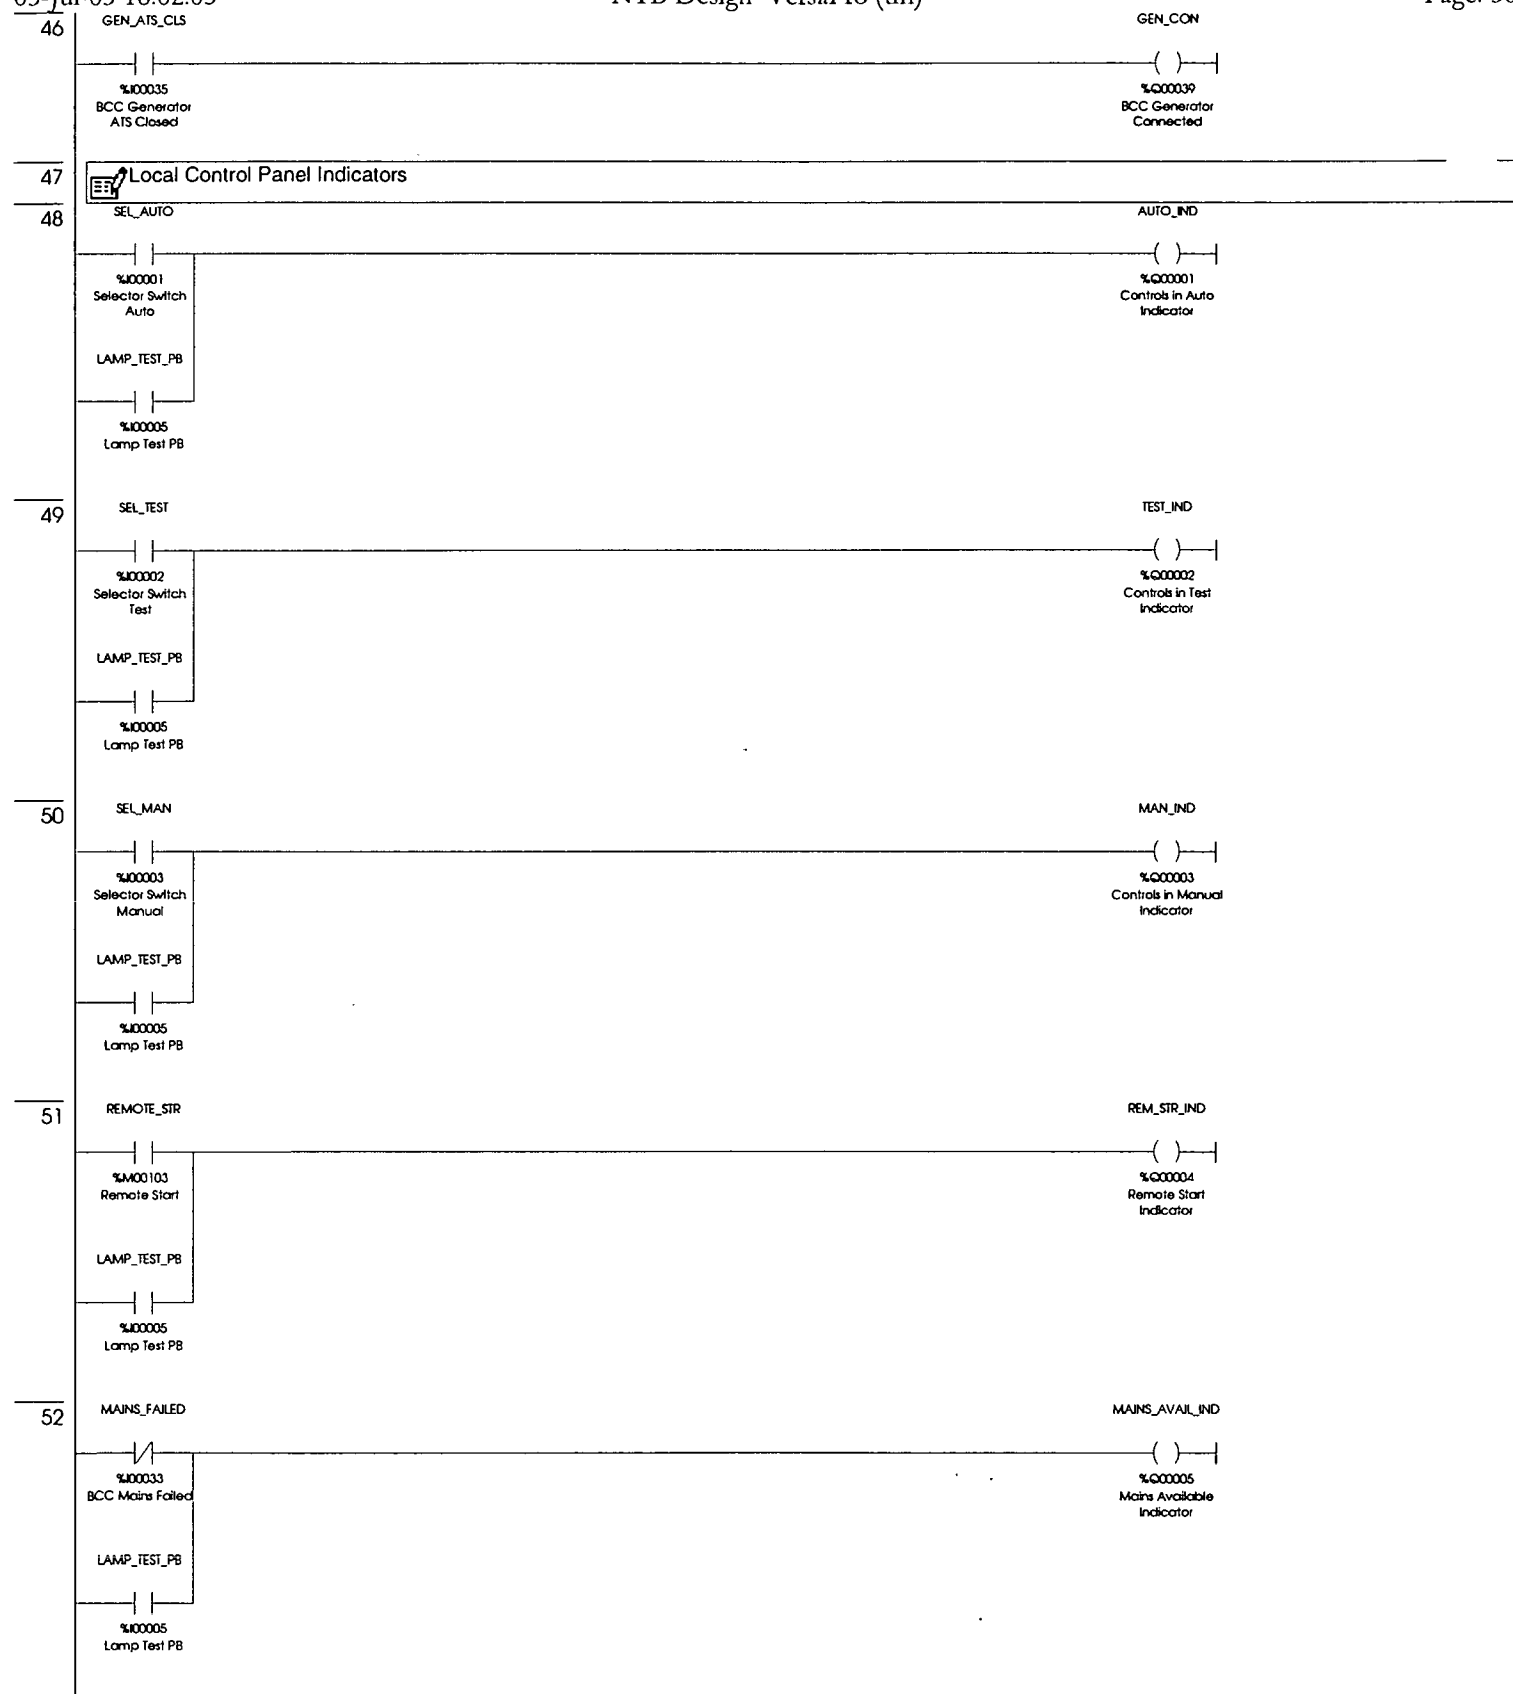 46
GEN_ATS_CLS
GEN_CON
%I00035
BCC Generator
ATS Closed
%Q00039
BCC Generator
Connected
47
Local Control Panel Indicators
48
SEL_AUTO
AUTO_IND
%I00001
Selector Switch
Auto
%Q00001
Controls in Auto
Indicator
LAMP_TEST_PB
%I00005
Lamp Test PB
49
SEL_TEST
TEST_IND
%I00002
Selector Switch
Test
%Q00002
Controls in Test
Indicator
LAMP_TEST_PB
%I00005
Lamp Test PB
50
SEL_MAN
MAN_IND
%I00003
Selector Switch
Manual
%Q00003
Controls in Manual
Indicator
LAMP_TEST_PB
%I00005
Lamp Test PB
51
REMOTE_STR
REM_STR_IND
%M00103
Remote Start
%Q00004
Remote Start
Indicator
LAMP_TEST_PB
%I00005
Lamp Test PB
52
MAINS_FAILED
MAINS_AVAIL_IND
%I00033
BCC Mains Failed
%Q00005
Mains Available
Indicator
LAMP_TEST_PB
%I00005
Lamp Test PB